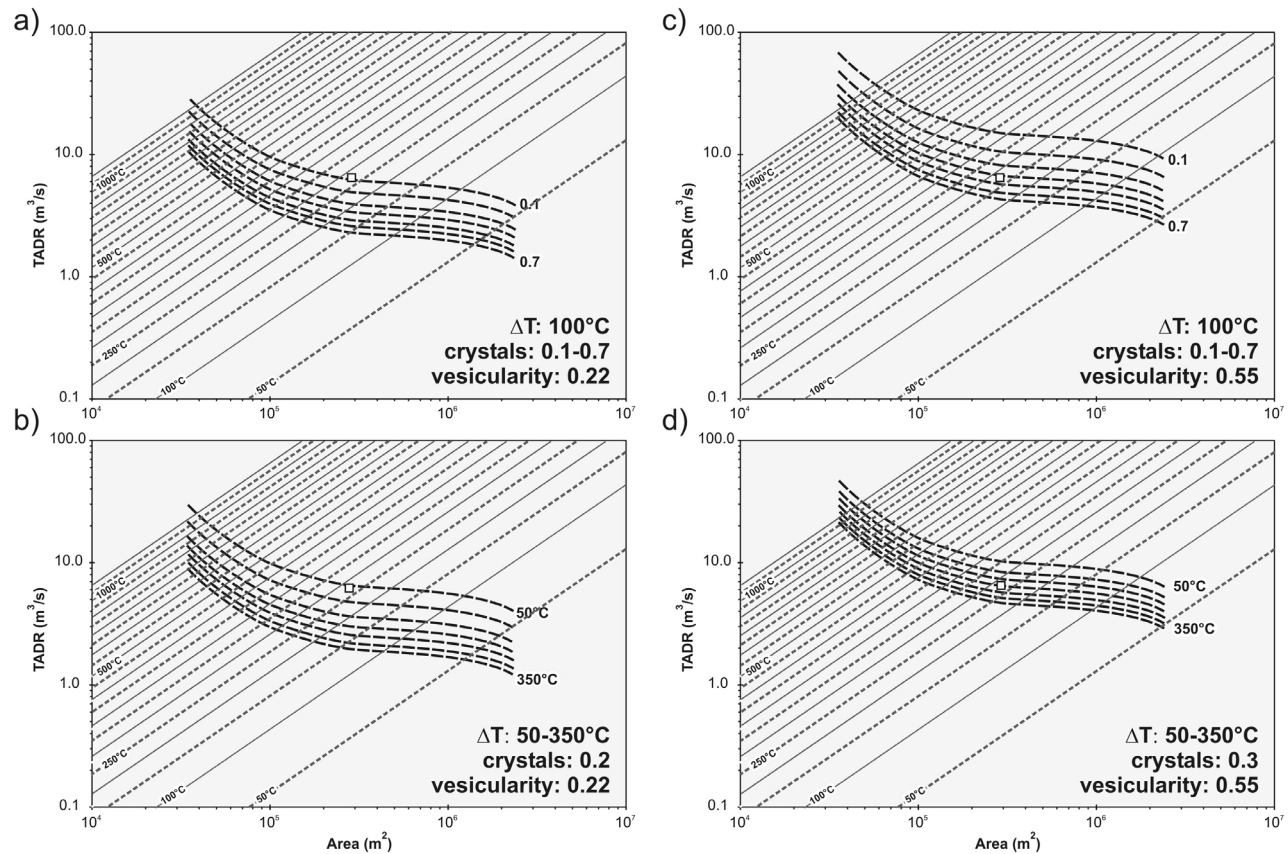 a)
100.0
10.0
1.0
0.1
TADR (m³/s)
1000°C
500°C
250°C
100°C
50°C
0.1
0.7
ΔT: 100°C
crystals: 0.1-0.7
vesicularity: 0.22
10⁴
10⁵
10⁶
10⁷
c)
100.0
10.0
1.0
0.1
TADR (m³/s)
1000°C
500°C
250°C
100°C
50°C
0.1
0.7
ΔT: 100°C
crystals: 0.1-0.7
vesicularity: 0.55
10⁴
10⁵
10⁶
10⁷
b)
100.0
10.0
1.0
0.1
TADR (m³/s)
1000°C
500°C
250°C
100°C
50°C
50°C
350°C
ΔT: 50-350°C
crystals: 0.2
vesicularity: 0.22
10⁴
10⁵
10⁶
10⁷
Area (m²)
d)
100.0
10.0
1.0
0.1
TADR (m³/s)
1000°C
500°C
250°C
100°C
50°C
50°C
350°C
ΔT: 50-350°C
crystals: 0.3
vesicularity: 0.55
10⁴
10⁵
10⁶
10⁷
Area (m²)